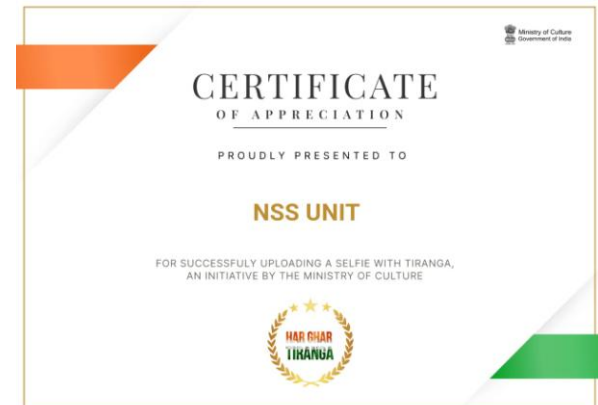 Ministry of Culture
Government of India
CERTIFICATE
OF APPRECIATION
PROUDLY PRESENTED TO
NSS UNIT
FOR SUCCESSFULY UPLOADING A SELFIE WITH TIRANGA,
AN INITIATIVE BY THE MINISTRY OF CULTURE
HAR GHAR
TIRANGA